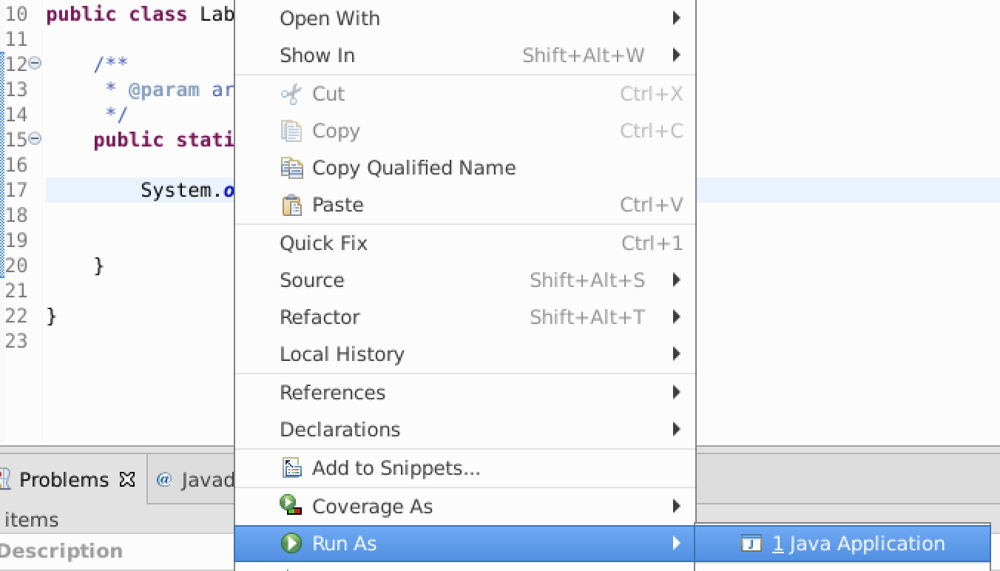 10 public class Lab
11
12 /**
13 * @param ar
14 */
15 public stati
16
17 System.o
18
19
20 }
21
22 }
23
Open With
Show In Shift+Alt+W
Cut Ctrl+X
Copy Ctrl+C
Copy Qualified Name
Paste Ctrl+V
Quick Fix Ctrl+1
Source Shift+Alt+S
Refactor Shift+Alt+T
Local History
References
Declarations
Add to Snippets...
Coverage As
Run As
1 Java Application
Problems @ Javad
items
Description